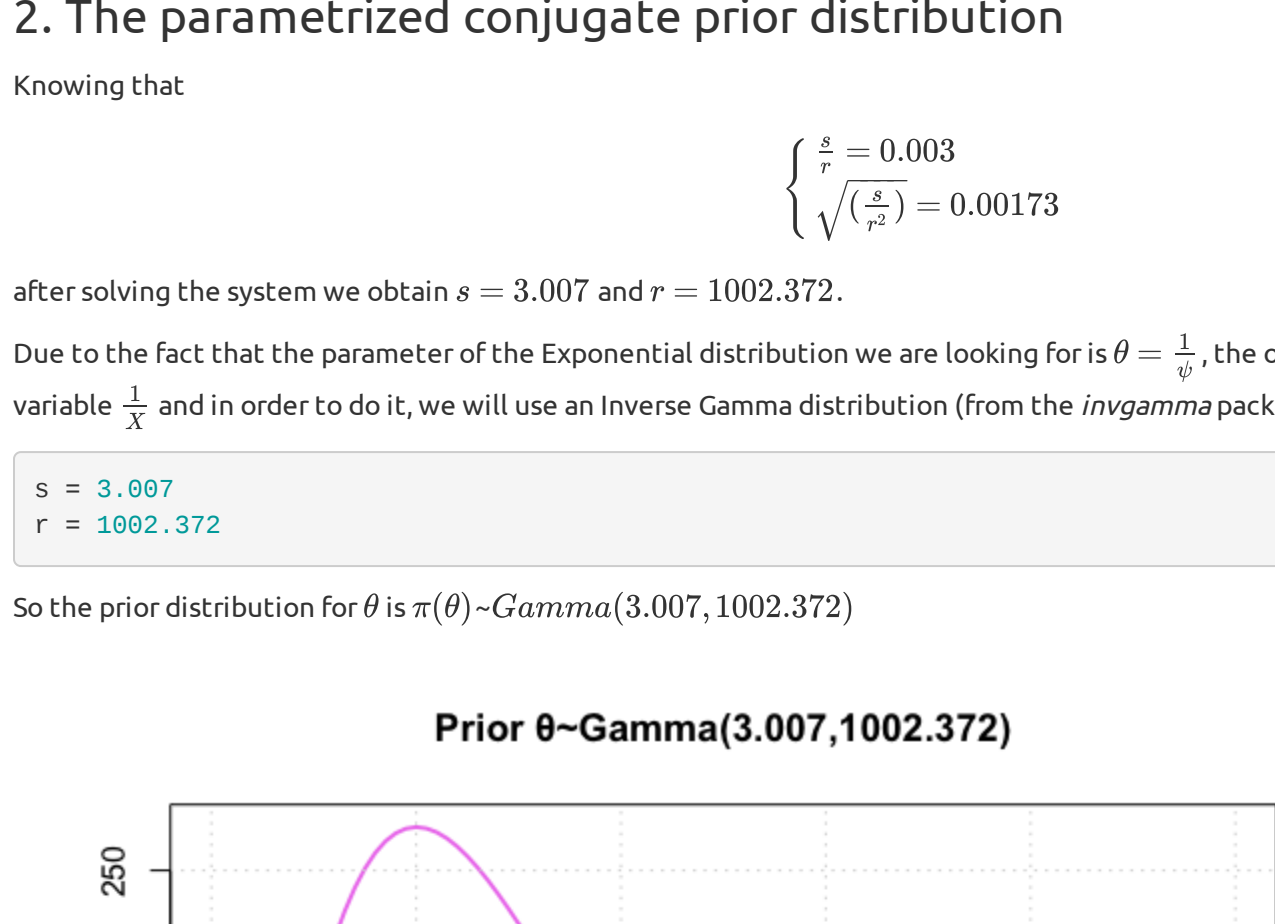 2. The parametrized conjugate prior distribution
Knowing that
{ s/r = 0.003
√(s/r²) = 0.00173
after solving the system we obtain s = 3.007 and r = 1002.372.
Due to the fact that the parameter of the Exponential distribution we are looking for is θ = 1/ψ, the
variable 1/X and in order to do it, we will use an Inverse Gamma distribution (from the invgamma pack
s = 3.007
r = 1002.372
So the prior distribution for θ is π(θ)~Gamma(3.007, 1002.372)
Prior θ~Gamma(3.007,1002.372)
250